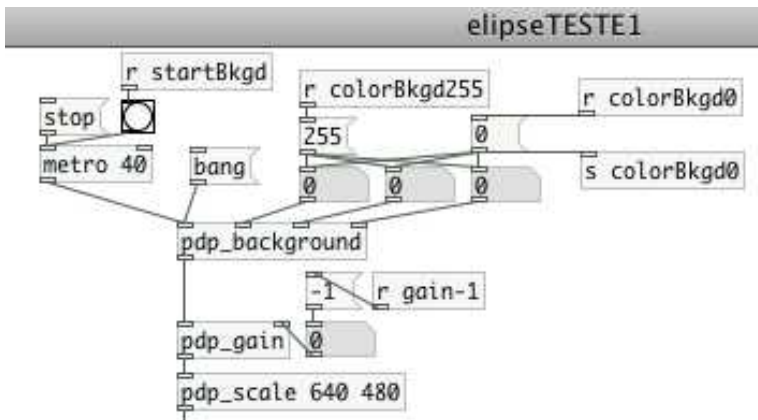 elipseTESTE1
r startBkgd
r colorBkgd255
r colorBkgd0
stop
255
0
metro 40
bang
s colorBkgd0
0
0
0
pdp_background
-1
r gain-1
pdp_gain
0
pdp_scale 640 480